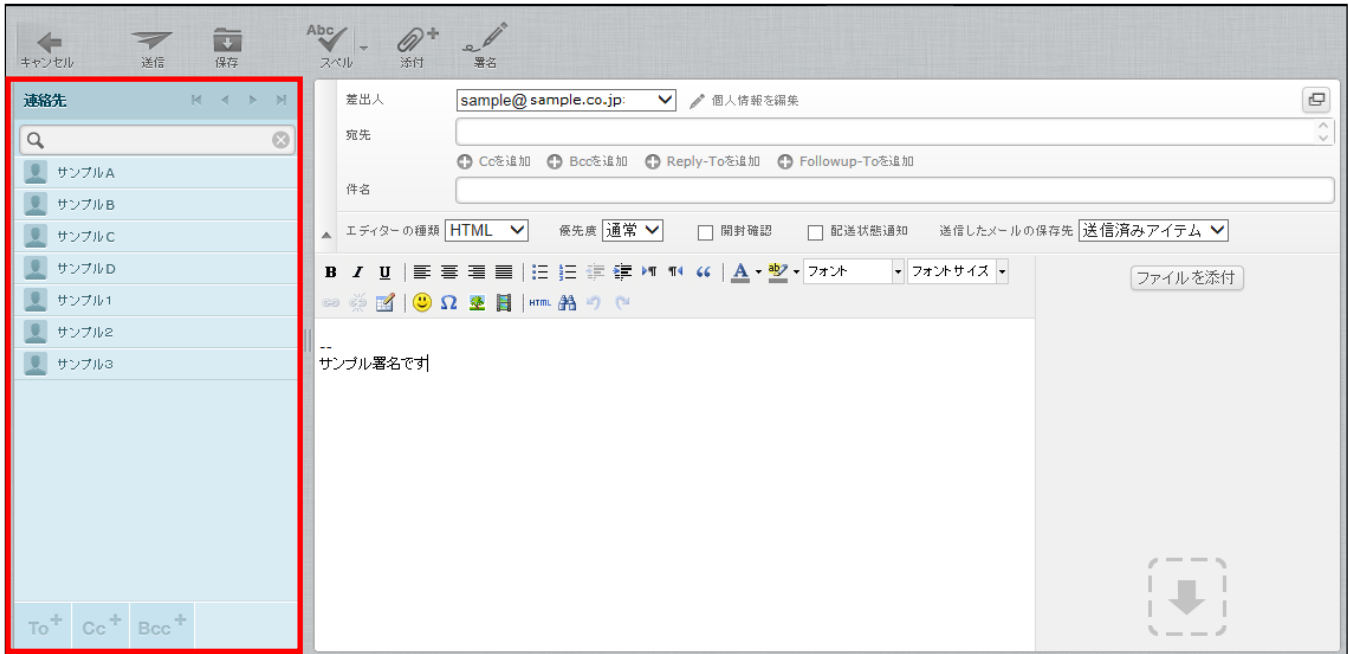 Abc
キャンセル 送信 保存 スペル 添付 署名
連絡先
サンプルA
サンプルB
サンプルC
サンプルD
サンプル1
サンプル2
サンプル3
To+ Cc+ Bcc+
差出人 sample@sample.co.jp: 個人情報を編集
宛先
Ccを追加 Bccを追加 Reply-Toを追加 Followup-Toを追加
件名
エディターの種類 HTML 優先度 通常 開封確認 配送状態通知 送信したメールの保存先 送信済みアイテム
B I U A ab フォント フォントサイズ
Ω HTML
--
サンプル署名です
ファイルを添付